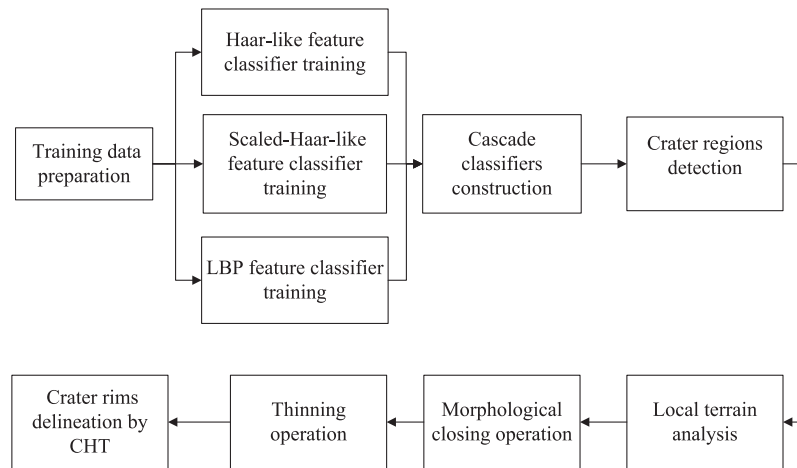 Haar-like feature
classifier training
Training data
preparation
Scaled-Haar-like
feature classifier
training
LBP feature classifier
training
Cascade
classifiers
construction
Crater regions
detection
Crater rims
delineation by
CHT
Thinning
operation
Morphological
closing operation
Local terrain
analysis